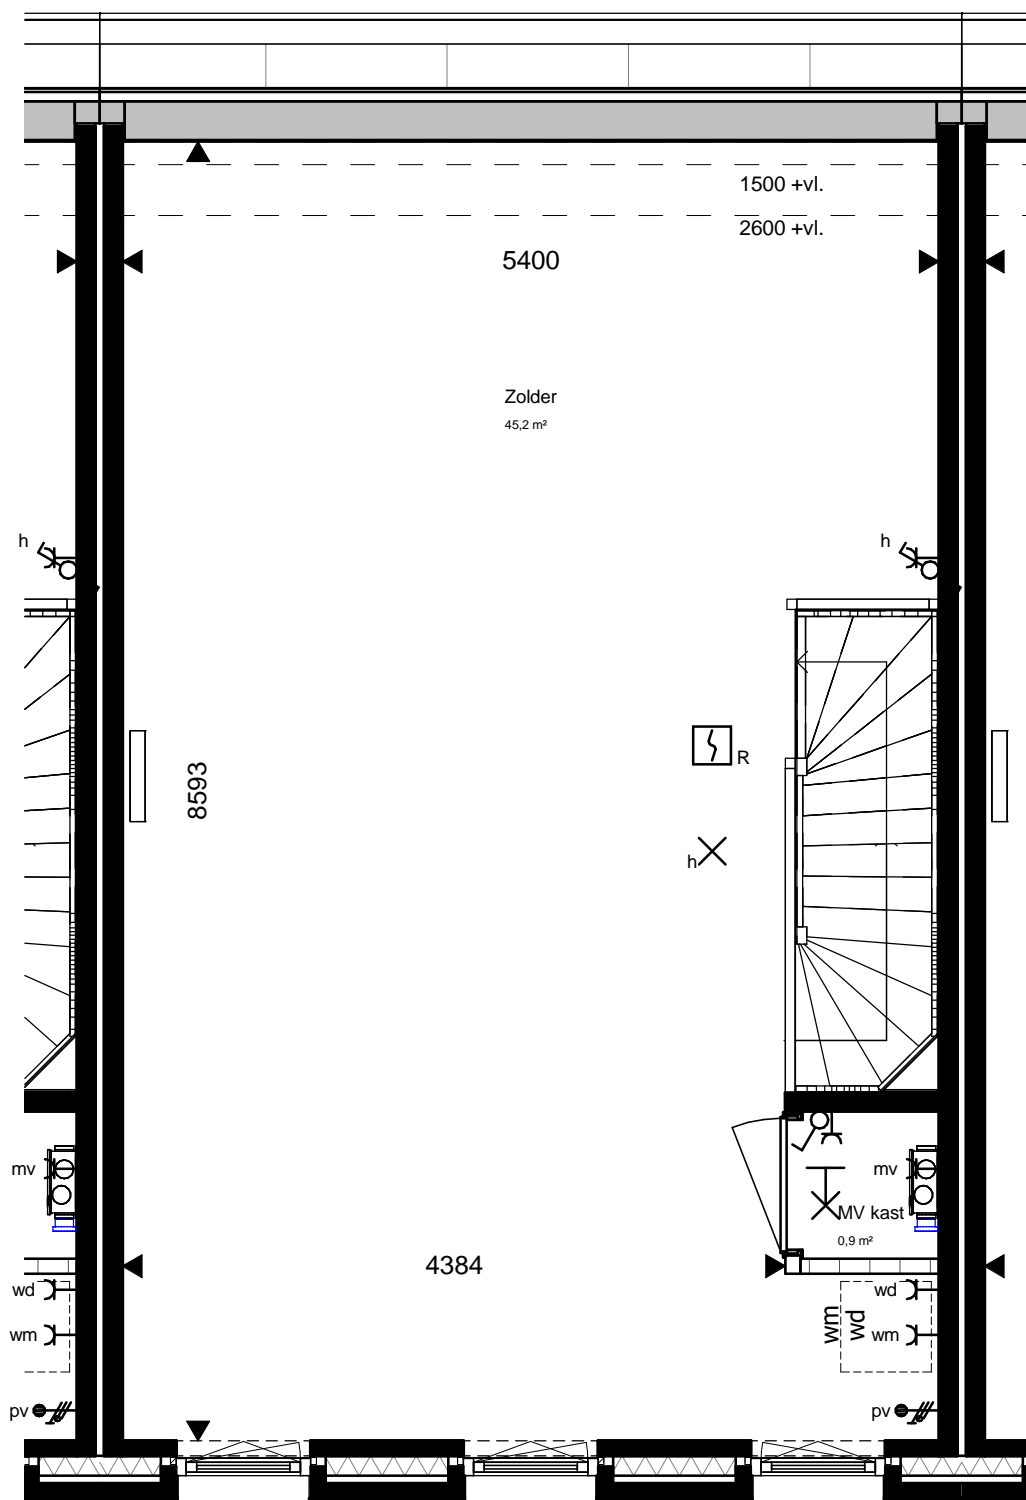 1500 +vl.
2600 +vl.
5400
Zolder
45,2 m²
h
h
8593
R
h
mv
mv
MV kast
0,9 m²
4384
wd
wd
wm
wd
wm
wm
pv
pv